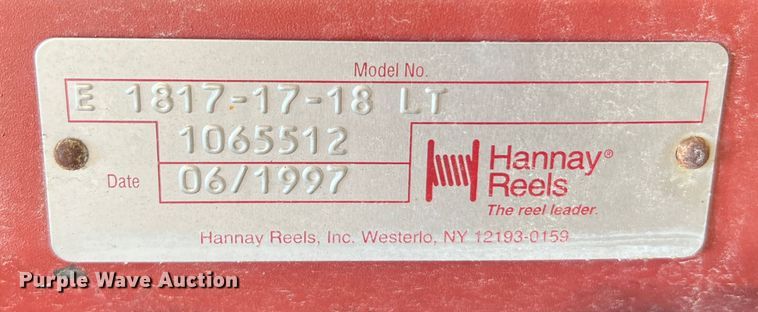 Model No.
E 1817-17-18 LT
1065512
Date 06/1997
Hannay®
Reels
The reel leader.
Hannay Reels, Inc. Westerlo, NY 12193-0159
Purple Wave Auction